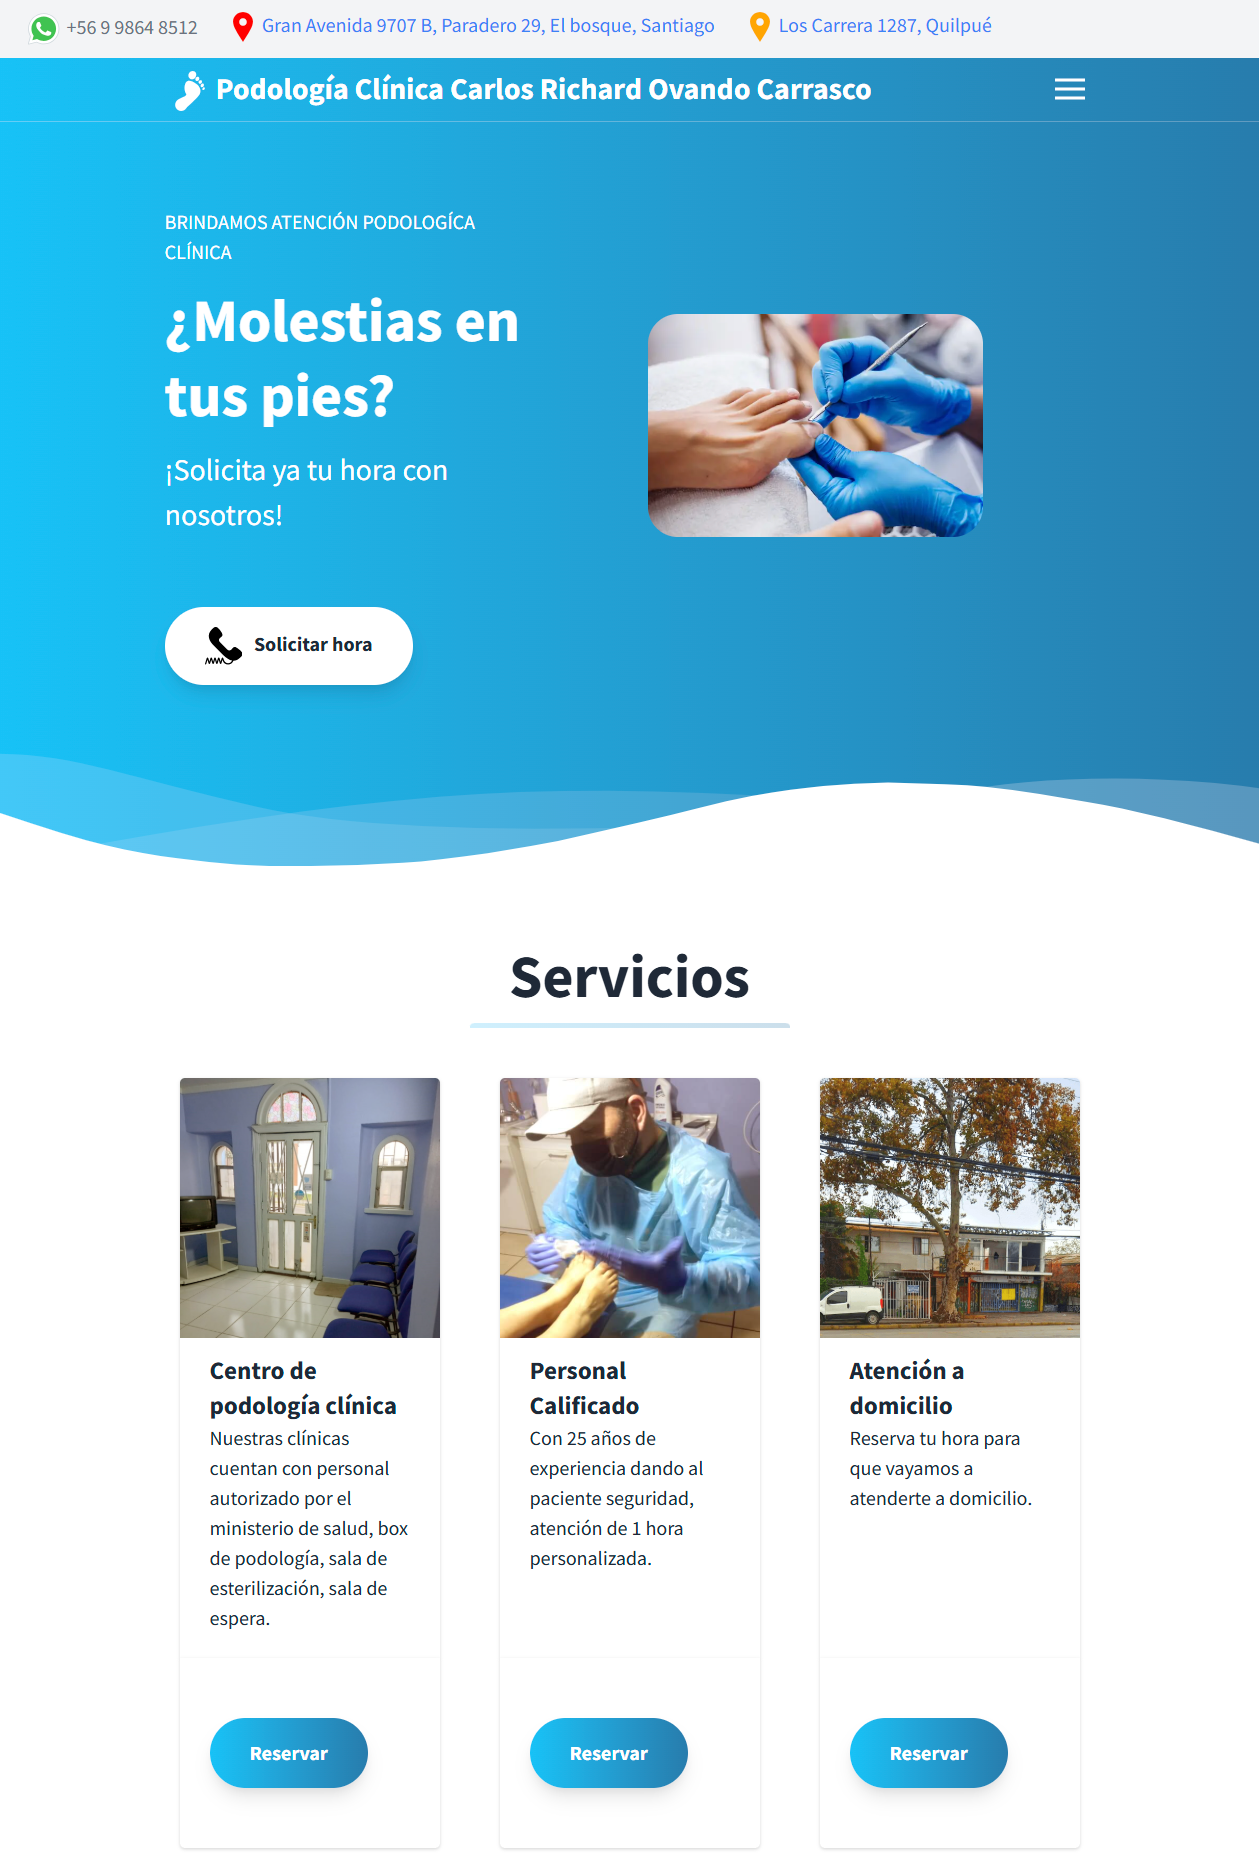 +56 9 9864 8512
Gran Avenida 9707 B, Paradero 29, El bosque, Santiago
Los Carrera 1287, Quilpué
Podología Clínica Carlos Richard Ovando Carrasco
BRINDAMOS ATENCIÓN PODOLOGÍCA
CLÍNICA
¿Molestias en
tus pies?
¡Solicita ya tu hora con
nosotros!
Solicitar hora
Servicios
Centro de
podología clínica
Nuestras clínicas
cuentan con personal
autorizado por el
ministerio de salud, box
de podología, sala de
esterilización, sala de
espera.
Reservar
Personal
Calificado
Con 25 años de
experiencia dando al
paciente seguridad,
atención de 1 hora
personalizada.
Reservar
Atención a
domicilio
Reserva tu hora para
que vayamos a
atenderte a domicilio.
Reservar